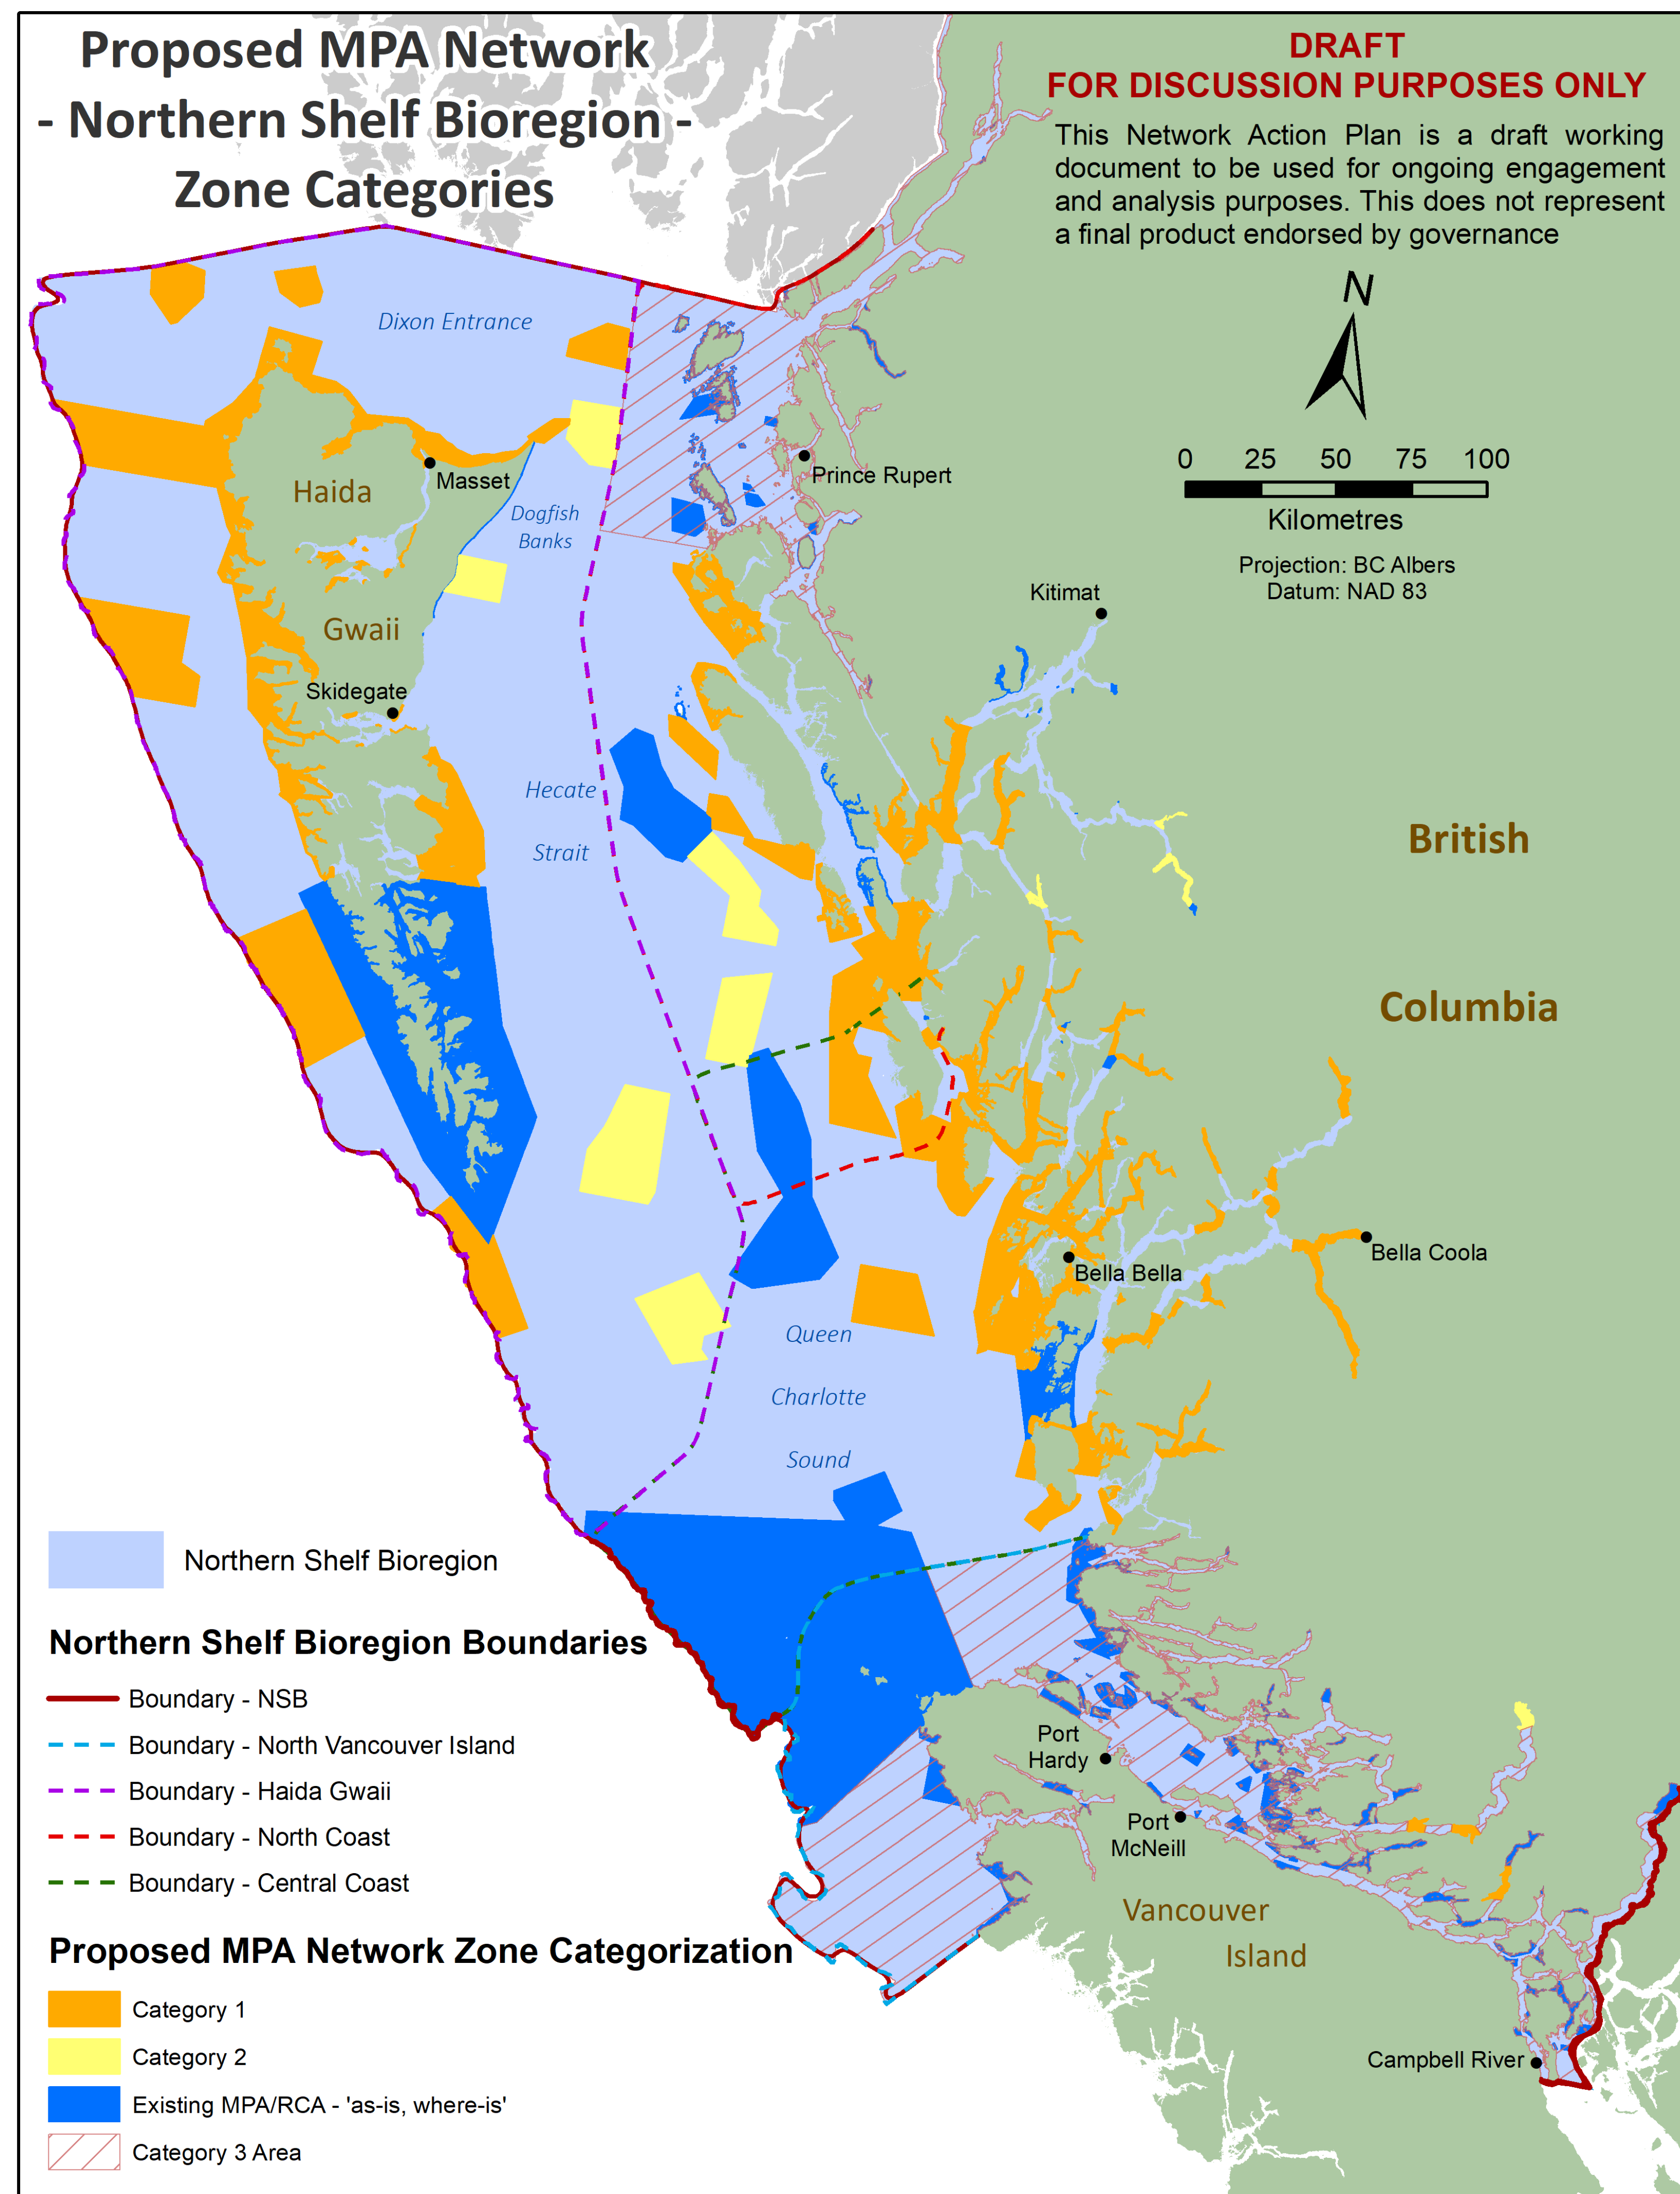 Proposed MPA Network
- Northern Shelf Bioregion -
Zone Categories
DRAFT
FOR DISCUSSION PURPOSES ONLY
This Network Action Plan is a draft working
document to be used for ongoing engagement
and analysis purposes. This does not represent
a final product endorsed by governance
N
0 25 50 75 100
Kilometres
Projection: BC Albers
Datum: NAD 83
Dixon Entrance
Haida
Masset
Prince Rupert
Dogfish
Banks
Kitimat
Gwaii
Skidegate
Hecate
Strait
British
Columbia
Bella Coola
Bella Bella
Queen
Charlotte
Sound
Port
Hardy
Port
McNeill
Vancouver
Island
Campbell River
Northern Shelf Bioregion
Northern Shelf Bioregion Boundaries
Boundary - NSB
Boundary - North Vancouver Island
Boundary - Haida Gwaii
Boundary - North Coast
Boundary - Central Coast
Proposed MPA Network Zone Categorization
Category 1
Category 2
Existing MPA/RCA - 'as-is, where-is'
Category 3 Area